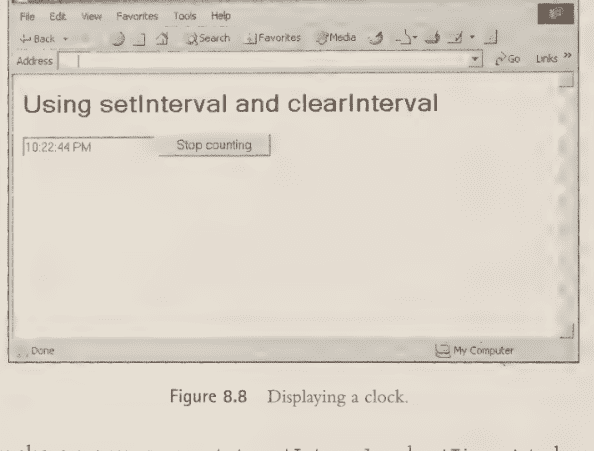 File Edit View Favorites Tools Help
Back Search Favorites Media
Address Go Links »
Using setInterval and clearInterval
10:22:44 PM Stop counting
Done My Computer
Figure 8.8 Displaying a clock.